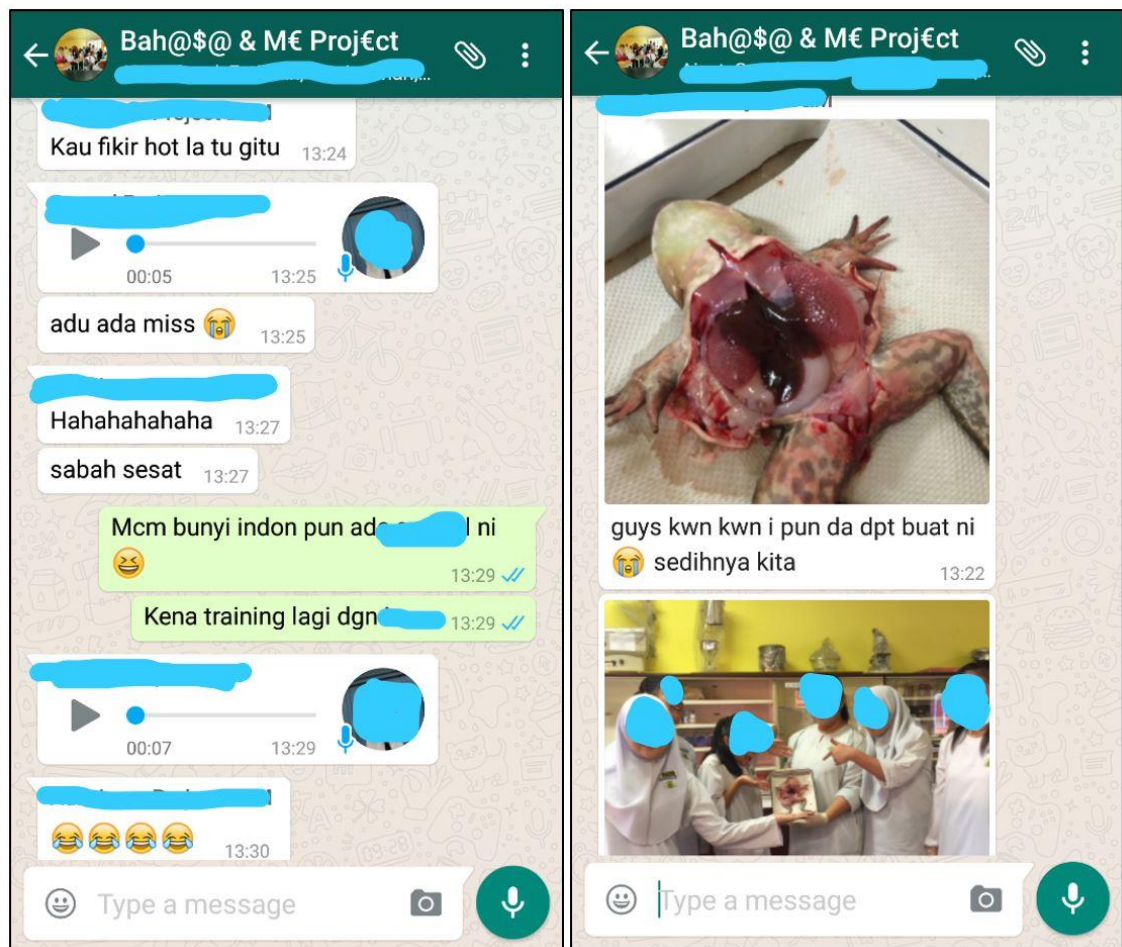 Bah@$@ & M€ Proj€ct
Kau fikir hot la tu gitu 13:24
00:05 13:25
adu ada miss 😭 13:25
Hahahahaha 13:27
sabah sesat 13:27
Mcm bunyi indon pun ada ni
😆 13:29
Kena training lagi dgn 13:29
00:07 13:29
😂😂😂😂 13:30
Type a message
Bah@$@ & M€ Proj€ct
guys kwn kwn i pun da dpt buat ni
😭 sedihnya kita 13:22
Type a message